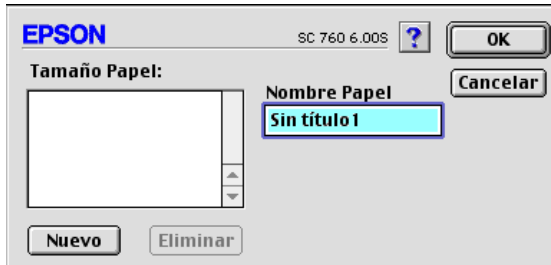 EPSON
SC 760 6.00S
?
OK
Tamaño Papel:
Nombre Papel
Cancelar
Sin título1
Nuevo
Eliminar